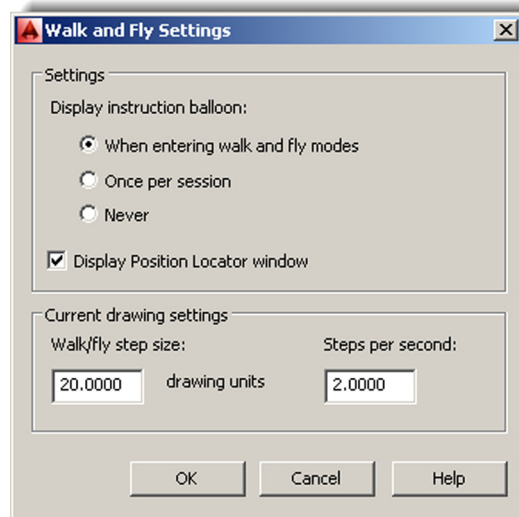 Walk and Fly Settings
Settings
Display instruction balloon:
When entering walk and fly modes
Once per session
Never
Display Position Locator window
Current drawing settings
Walk/fly step size: Steps per second:
20.0000 drawing units 2.0000
OK Cancel Help